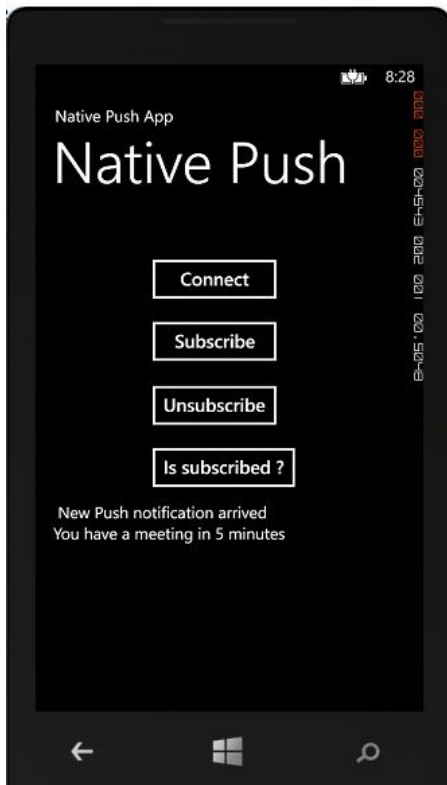 8:28
Native Push App
Native Push
Connect
Subscribe
Unsubscribe
Is subscribed ?
New Push notification arrived
You have a meeting in 5 minutes